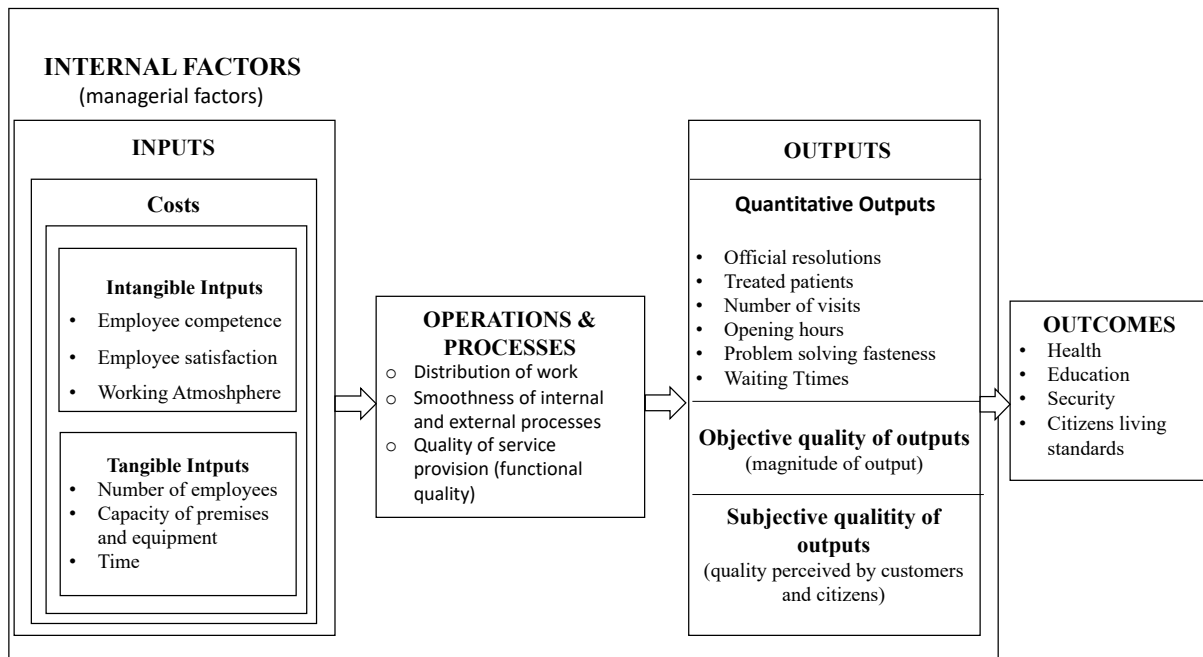 INTERNAL FACTORS
(managerial factors)
INPUTS
Costs
Intangible Intputs
• Employee competence
• Employee satisfaction
• Working Atmoshphere
Tangible Intputs
• Number of employees
• Capacity of premises
and equipment
• Time
OPERATIONS &
PROCESSES
o Distribution of work
o Smoothness of internal
and external processes
o Quality of service
provision (functional
quality)
OUTPUTS
Quantitative Outputs
• Official resolutions
• Treated patients
• Number of visits
• Opening hours
• Problem solving fasteness
• Waiting Ttimes
Objective quality of outputs
(magnitude of output)
Subjective qualitity of
outputs
(quality perceived by customers
and citizens)
OUTCOMES
• Health
• Education
• Security
• Citizens living
standards